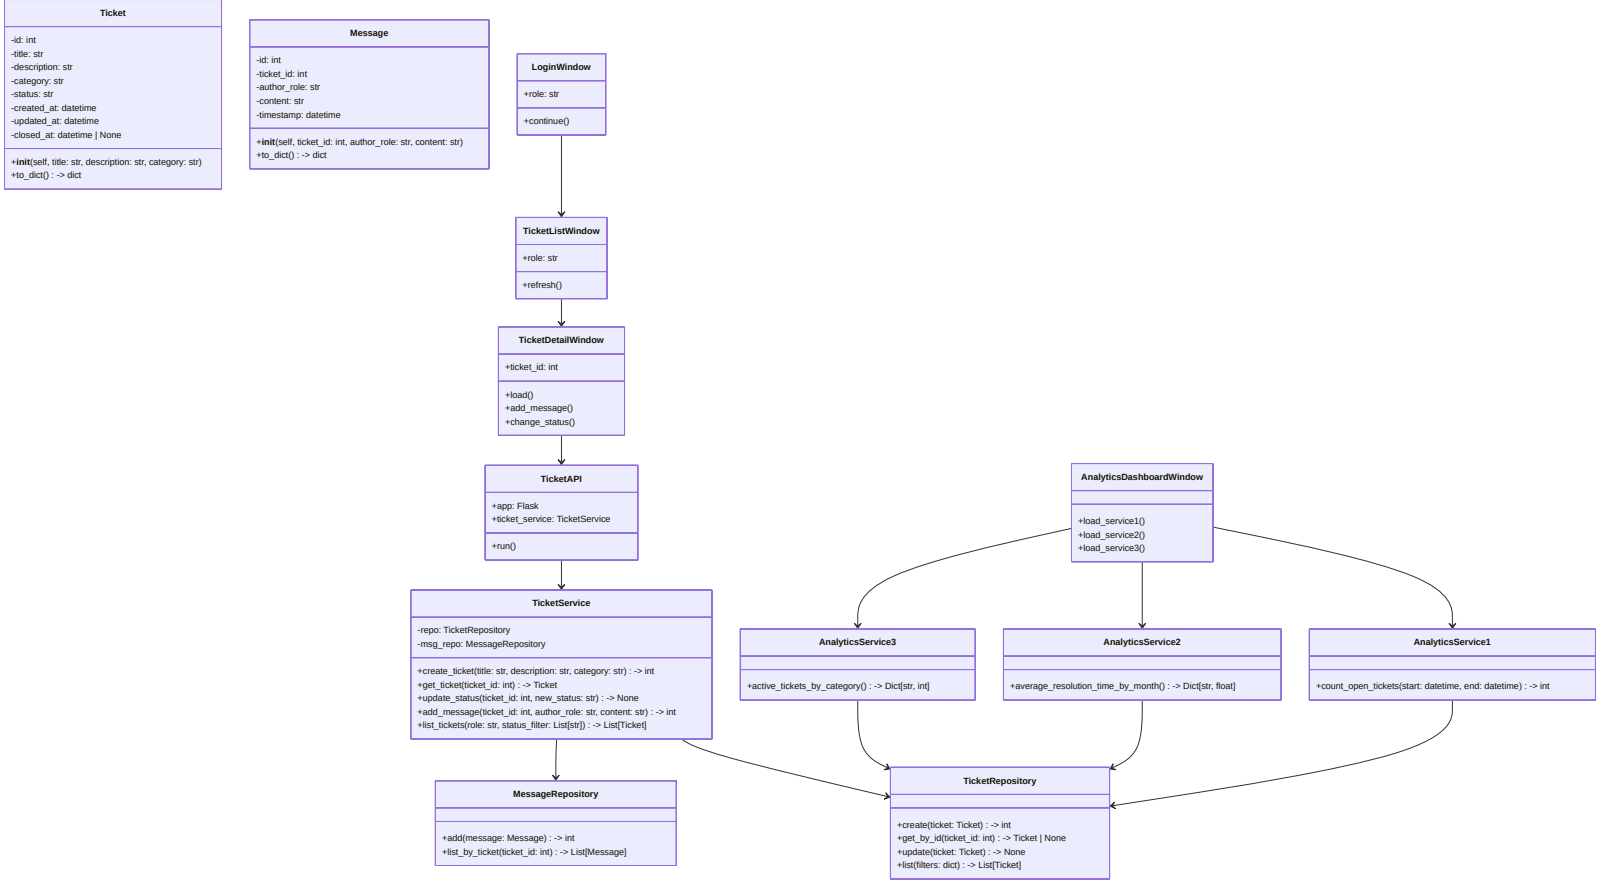 Ticket
-id: int
-title: str
-description: str
-category: str
-status: str
-created_at: datetime
-updated_at: datetime
-closed_at: datetime | None
+init(self, title: str, description: str, category: str)
+to_dict() : -> dict
Message
-id: int
-ticket_id: int
-author_role: str
-content: str
-timestamp: datetime
+init(self, ticket_id: int, author_role: str, content: str)
+to_dict() : -> dict
LoginWindow
+role: str
+continue()
TicketListWindow
+role: str
+refresh()
TicketDetailWindow
+ticket_id: int
+load()
+add_message()
+change_status()
TicketAPI
+app: Flask
+ticket_service: TicketService
+run()
AnalyticsDashboardWindow
+load_service1()
+load_service2()
+load_service3()
TicketService
-repo: TicketRepository
-msg_repo: MessageRepository
+create_ticket(title: str, description: str, category: str) : -> int
+get_ticket(ticket_id: int) : -> Ticket
+update_status(ticket_id: int, new_status: str) : -> None
+add_message(ticket_id: int, author_role: str, content: str) : -> int
+list_tickets(role: str, status_filter: List[str]) : -> List[Ticket]
AnalyticsService3
+active_tickets_by_category() : -> Dict[str, int]
AnalyticsService2
+average_resolution_time_by_month() : -> Dict[str, float]
AnalyticsService1
+count_open_tickets(start: datetime, end: datetime) : -> int
MessageRepository
+add(message: Message) : -> int
+list_by_ticket(ticket_id: int) : -> List[Message]
TicketRepository
+create(ticket: Ticket) : -> int
+get_by_id(ticket_id: int) : -> Ticket | None
+update(ticket: Ticket) : -> None
+list(filters: dict) : -> List[Ticket]